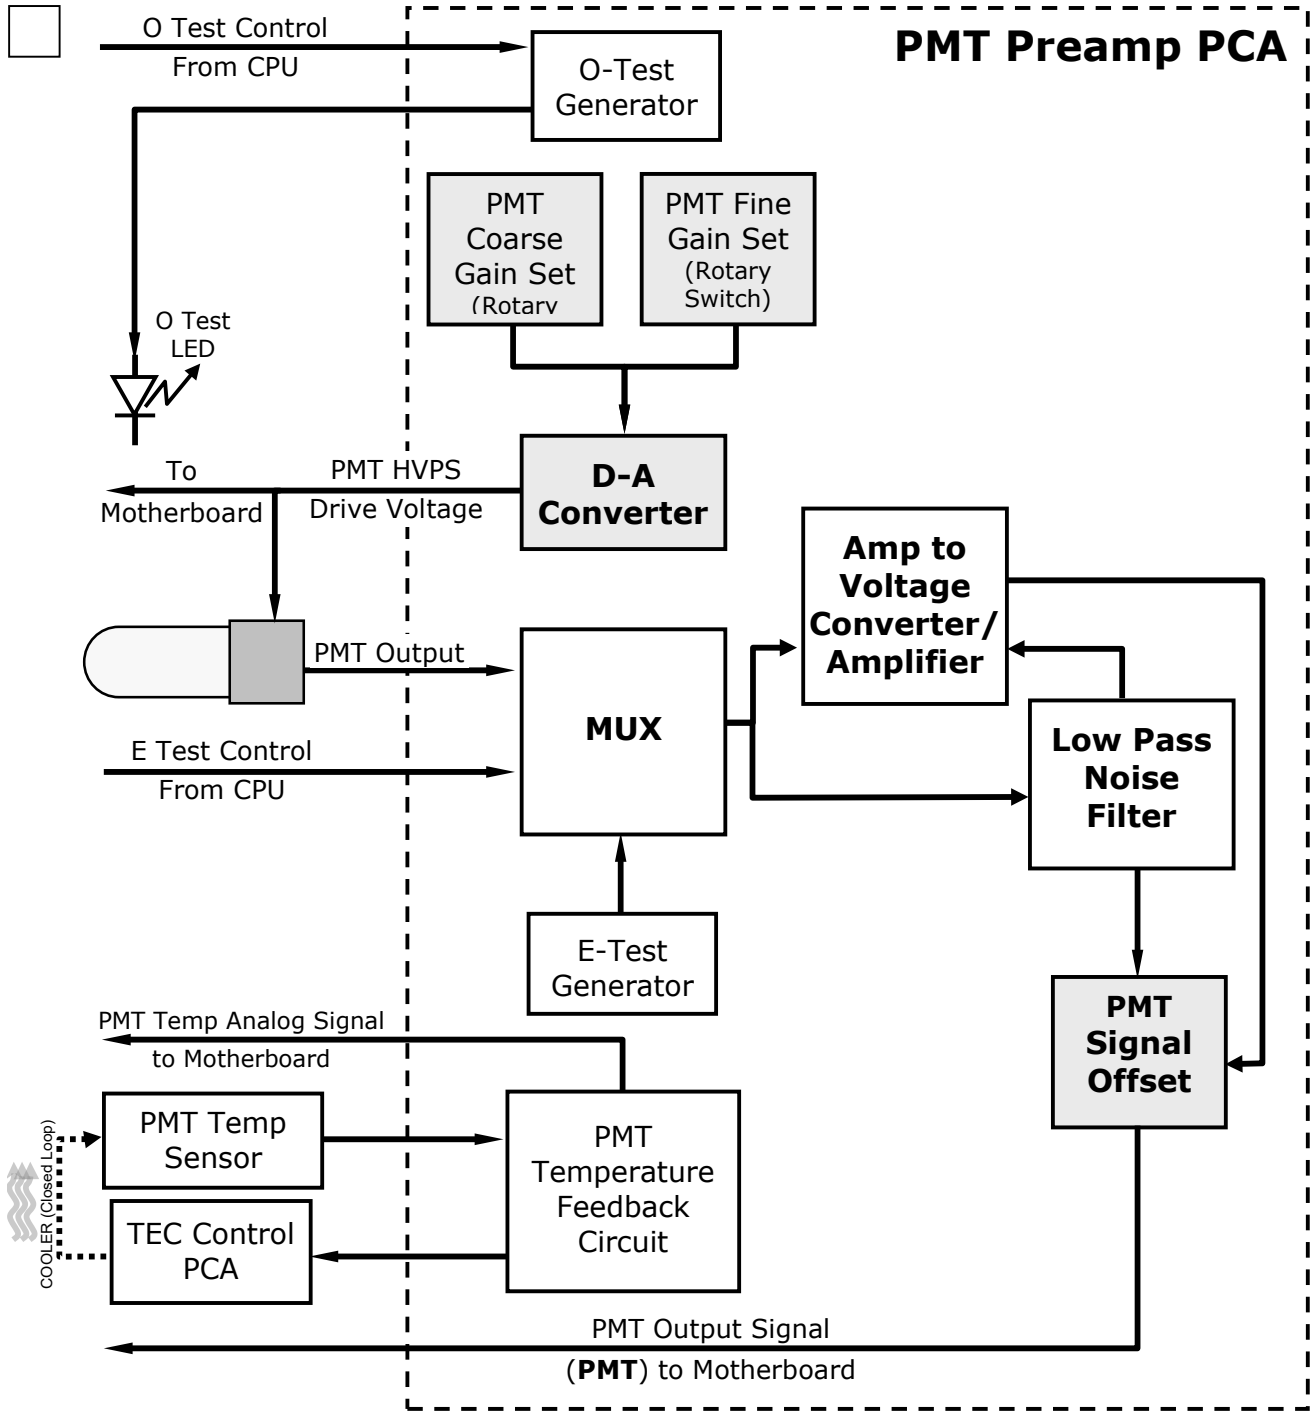 O Test Control
From CPU
PMT Preamp PCA
O-Test
Generator
PMT
Coarse
Gain Set
(Rotary
PMT Fine
Gain Set
(Rotary
Switch)
O Test
LED
To
Motherboard
PMT HVPS
Drive Voltage
D-A
Converter
Amp to
Voltage
Converter/
Amplifier
PMT Output
MUX
E Test Control
From CPU
Low Pass
Noise
Filter
E-Test
Generator
PMT
Signal
Offset
PMT Temp Analog Signal
to Motherboard
PMT Temp
Sensor
PMT
Temperature
Feedback
Circuit
COOLER (Closed Loop)
TEC Control
PCA
PMT Output Signal
(PMT) to Motherboard